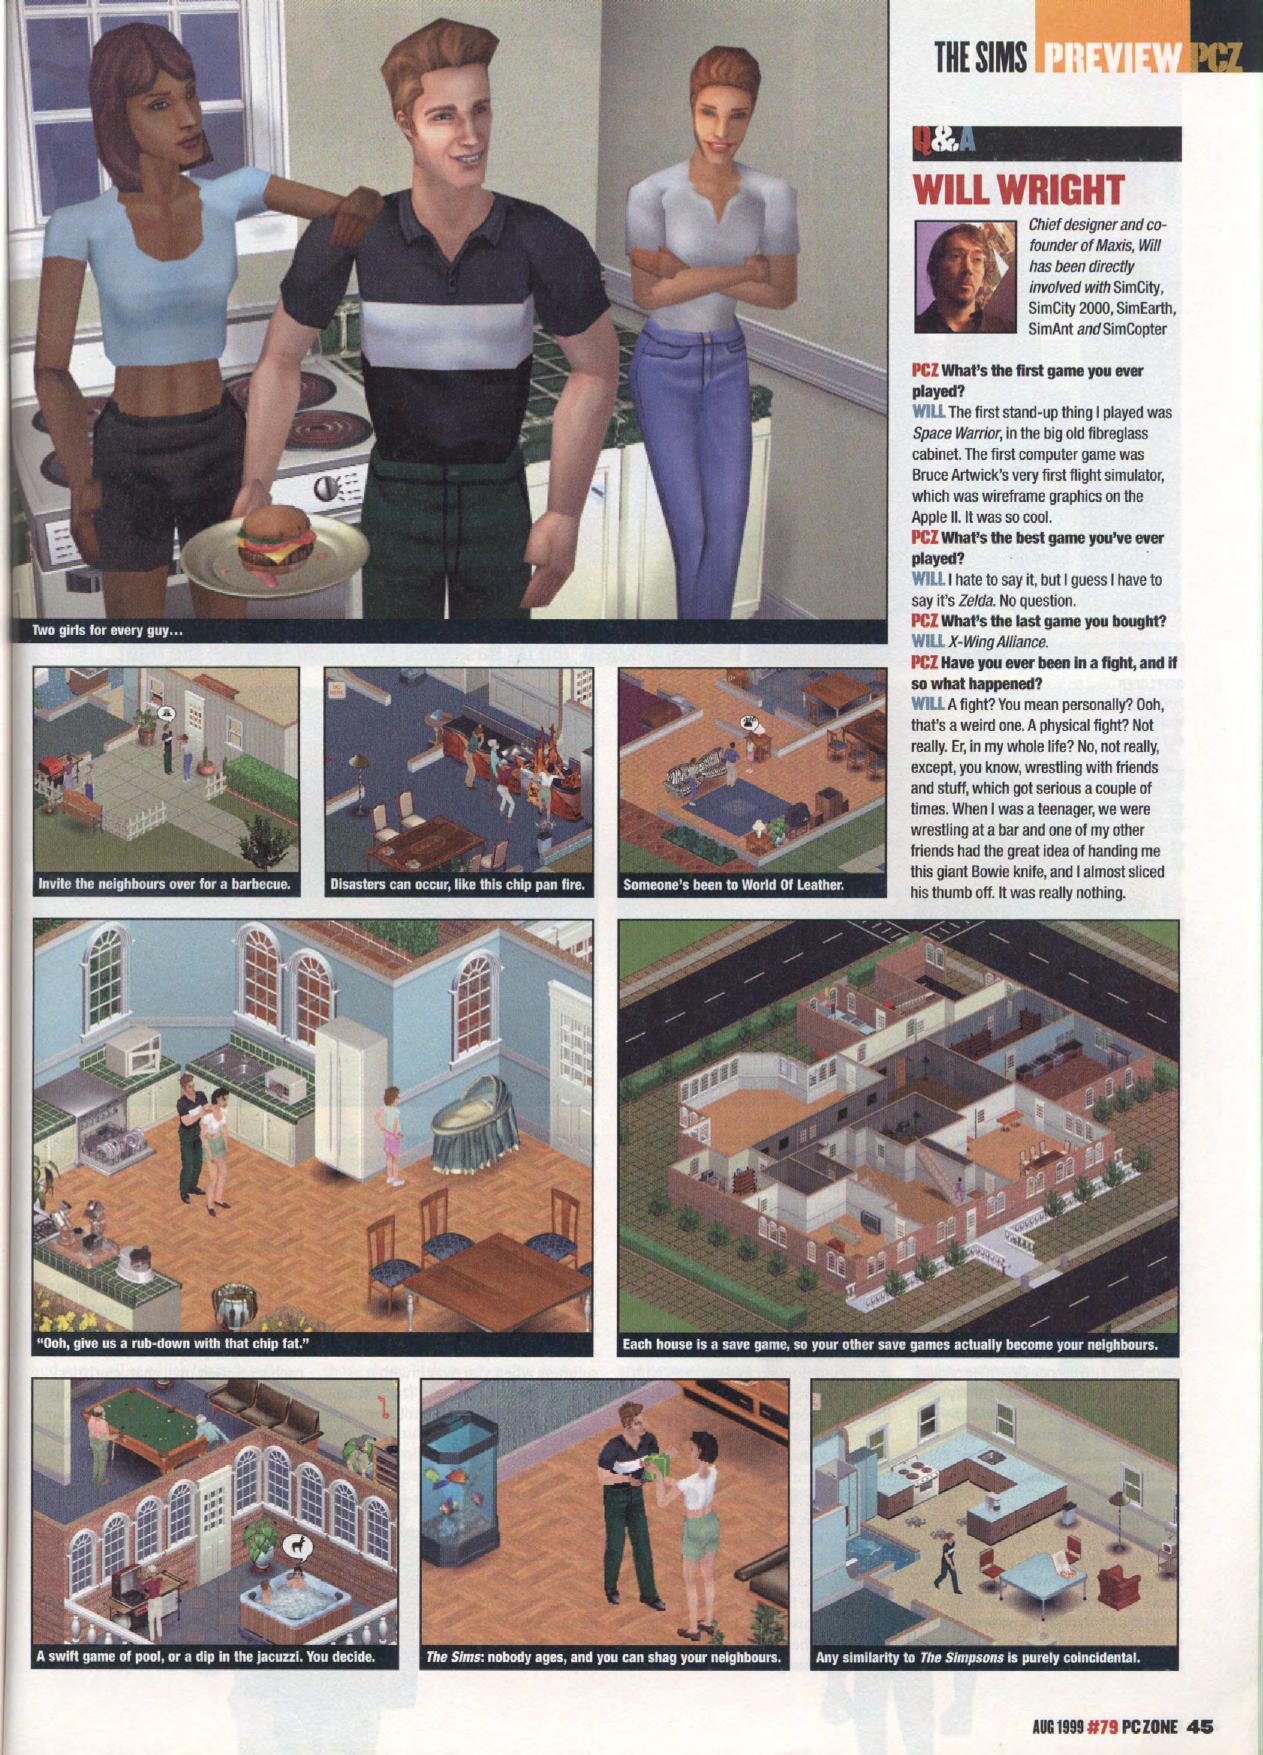 THE SIMS PREVIEW PCZ
Q&A
WILL WRIGHT
Chief designer and co-
founder of Maxis, Will
has been directly
involved with SimCity,
SimCity 2000, SimEarth,
SimAnt and SimCopter
PCZ What's the first game you ever
played?
WILL The first stand-up thing I played was
Space Warrior, in the big old fibreglass
cabinet. The first computer game was
Bruce Artwick's very first flight simulator,
which was wireframe graphics on the
Apple II. It was so cool.
PCZ What's the best game you've ever
played?
WILL I hate to say it, but I guess I have to
say it's Zelda. No question.
PCZ What's the last game you bought?
WILL X-Wing Alliance.
PCZ Have you ever been in a fight, and if
so what happened?
WILL A fight? You mean personally? Ooh,
that's a weird one. A physical fight? Not
really. Er, in my whole life? No, not really,
except, you know, wrestling with friends
and stuff, which got serious a couple of
times. When I was a teenager, we were
wrestling at a bar and one of my other
friends had the great idea of handing me
this giant Bowie knife, and I almost sliced
his thumb off. It was really nothing.
Two girls for every guy...
Invite the neighbours over for a barbecue.
Disasters can occur, like this chip pan fire.
Someone's been to World Of Leather.
"Ooh, give us a rub-down with that chip fat."
Each house is a save game, so your other save games actually become your neighbours.
A swift game of pool, or a dip in the jacuzzi. You decide.
The Sims: nobody ages, and you can shag your neighbours.
Any similarity to The Simpsons is purely coincidental.
AUG 1999 #79 PC ZONE 45